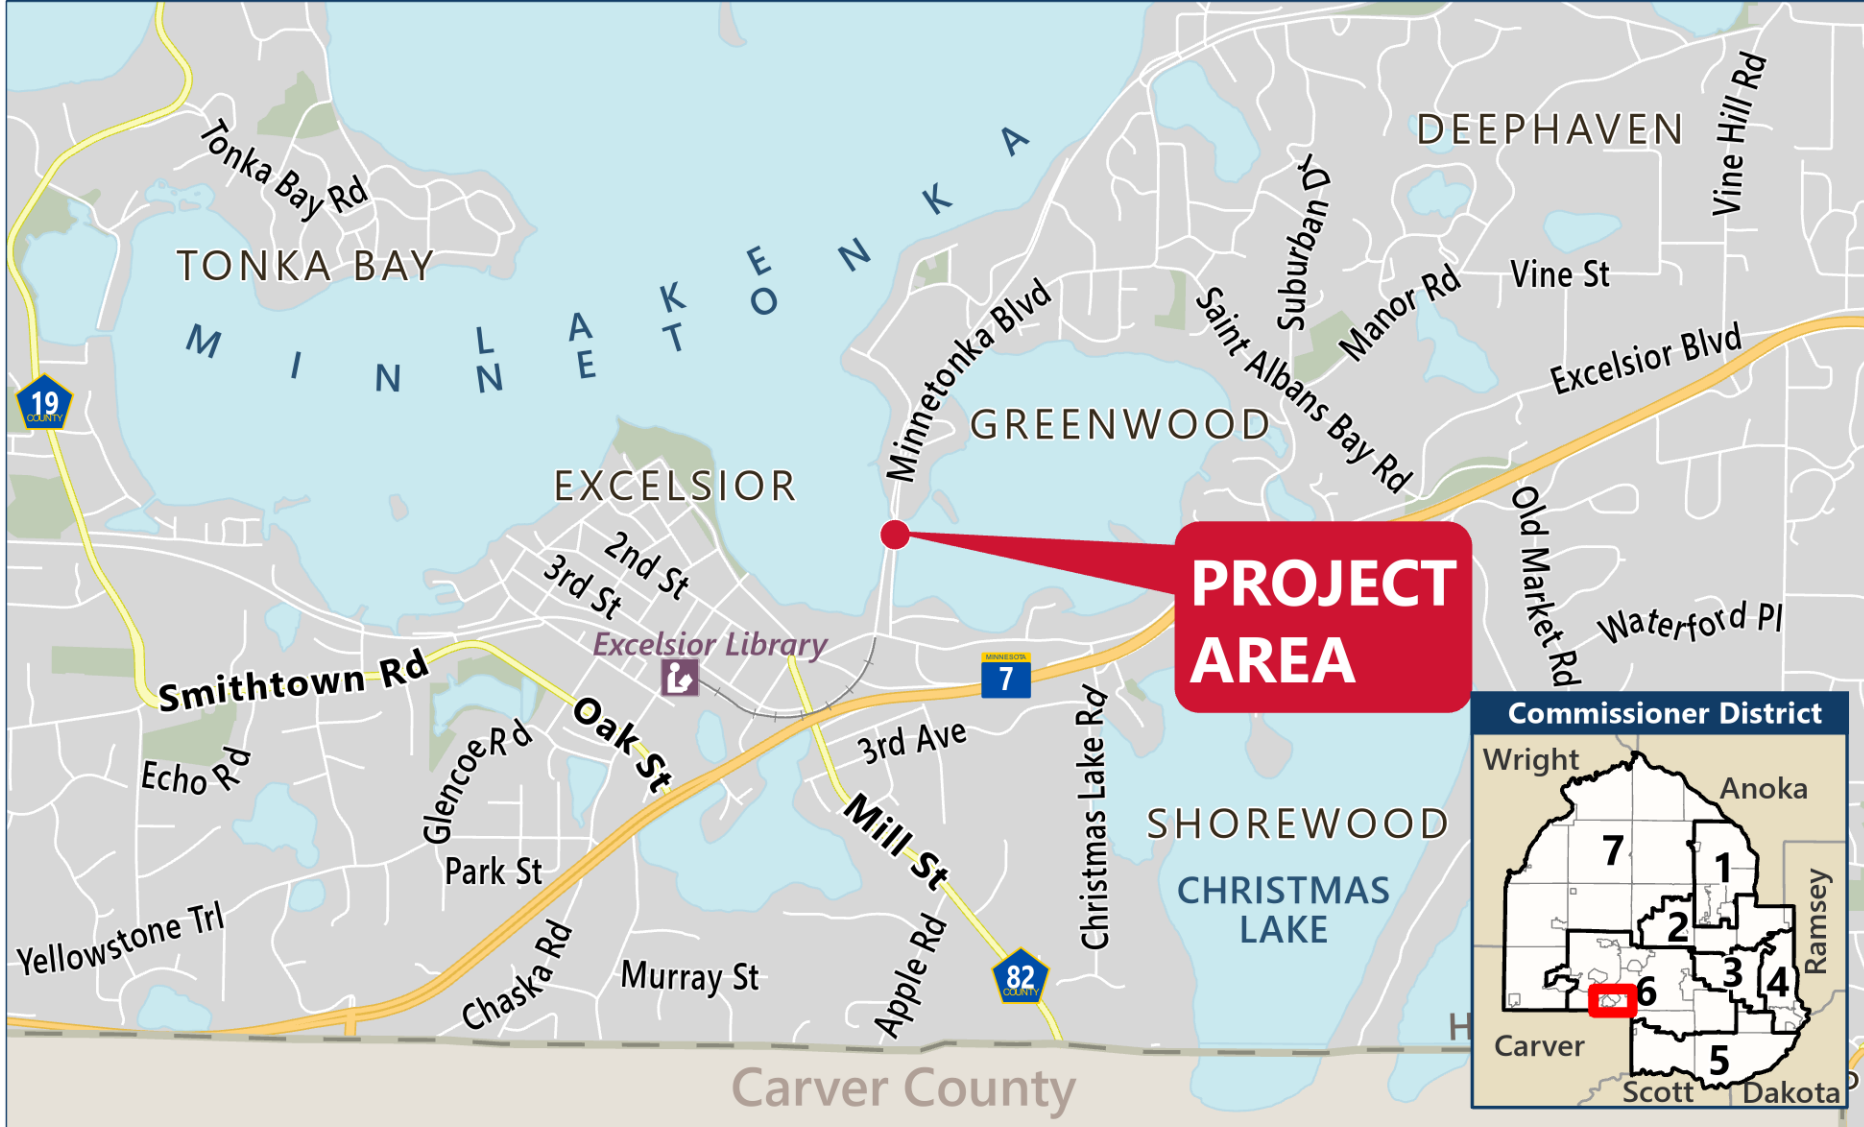 DEEPHAVEN
Vine Hill Rd
Tonka Bay Rd
TONKA BAY
LAKE
MINNETONKA
Suburban Dr
Manor Rd
Vine St
Saint Albans Bay Rd
Excelsior Blvd
Minnetonka Blvd
19
COUNTY
GREENWOOD
EXCELSIOR
2nd St
3rd St
PROJECT
AREA
Old Market Rd
Waterford Pl
Excelsior Library
MINNESOTA
7
Smithtown Rd
Oak St
3rd Ave
Christmas Lake Rd
Echo Rd
Glencoe Rd
Mill St
SHOREWOOD
Park St
CHRISTMAS
LAKE
Yellowstone Trl
Chaska Rd
Murray St
Apple Rd
82
COUNTY
H
Carver County
Commissioner District
Wright
Anoka
7
1
2
Ramsey
3
4
6
Carver
5
Scott
Dakota